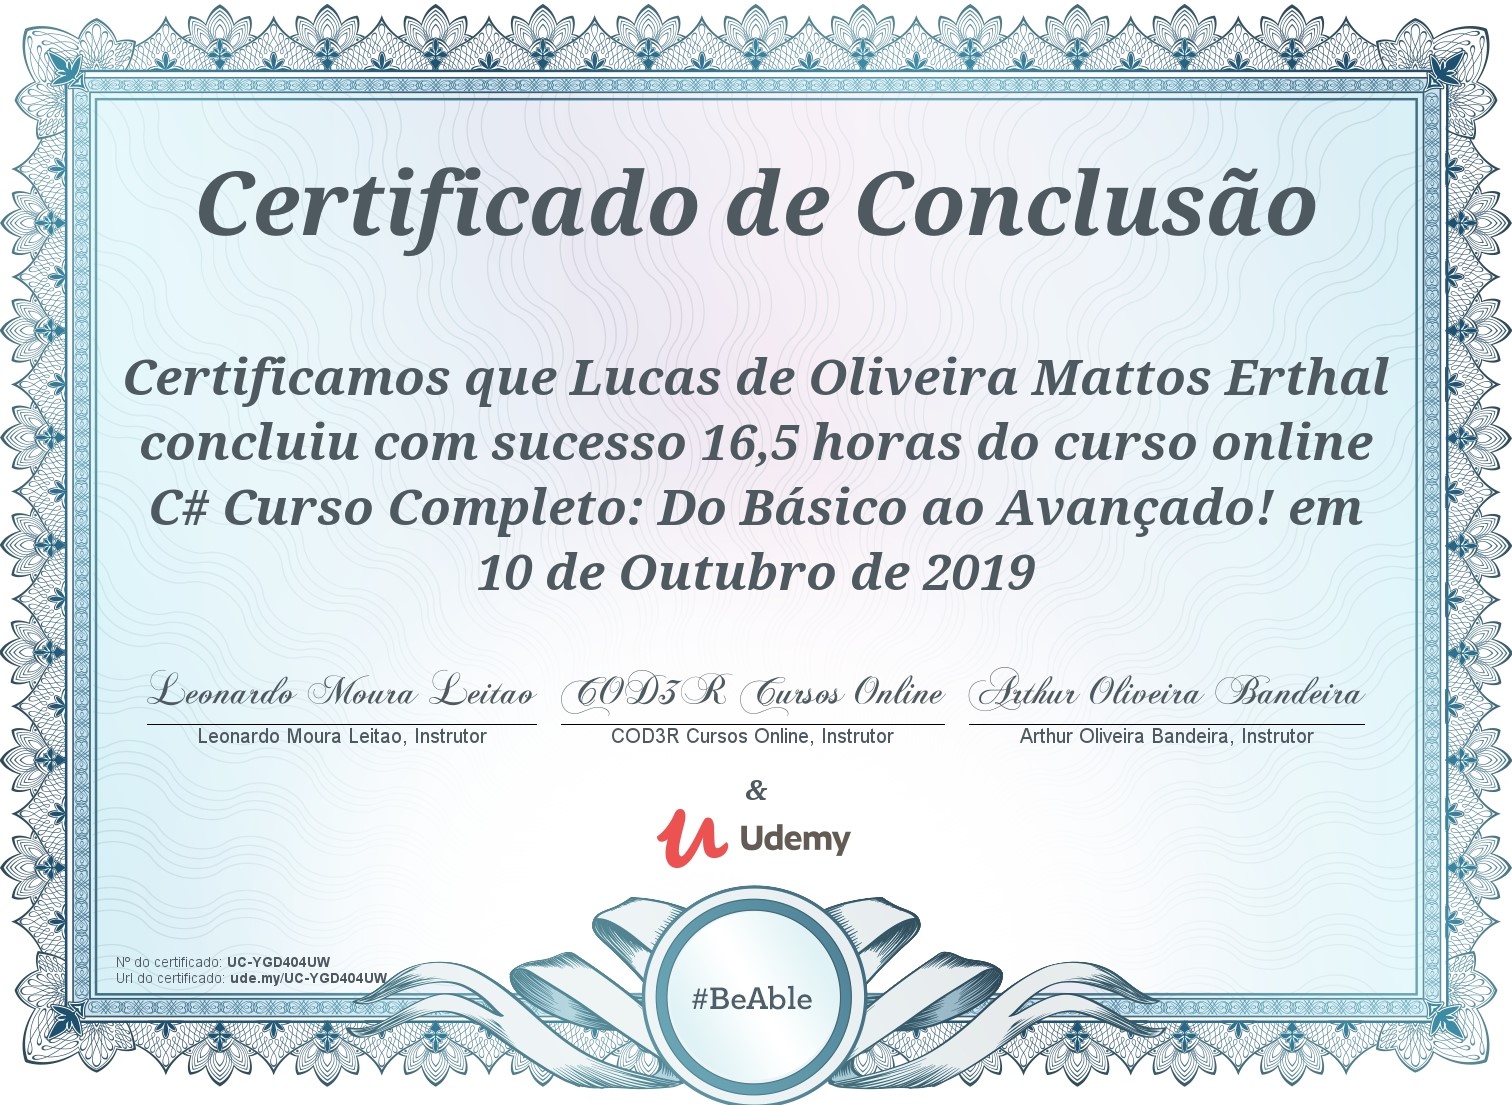 Certificado de Conclusão
Certificamos que Lucas de Oliveira Mattos Erthal
concluiu com sucesso 16,5 horas do curso online
C# Curso Completo: Do Básico ao Avançado! em
10 de Outubro de 2019
Leonardo Moura Leitao COD3R Cursos Online Arthur Oliveira Bandeira
Leonardo Moura Leitao, Instrutor COD3R Cursos Online, Instrutor Arthur Oliveira Bandeira, Instrutor
&
Udemy
Nº do certificado: UC-YGD404UW
Url do certificado: ude.my/UC-YGD404UW
#BeAble